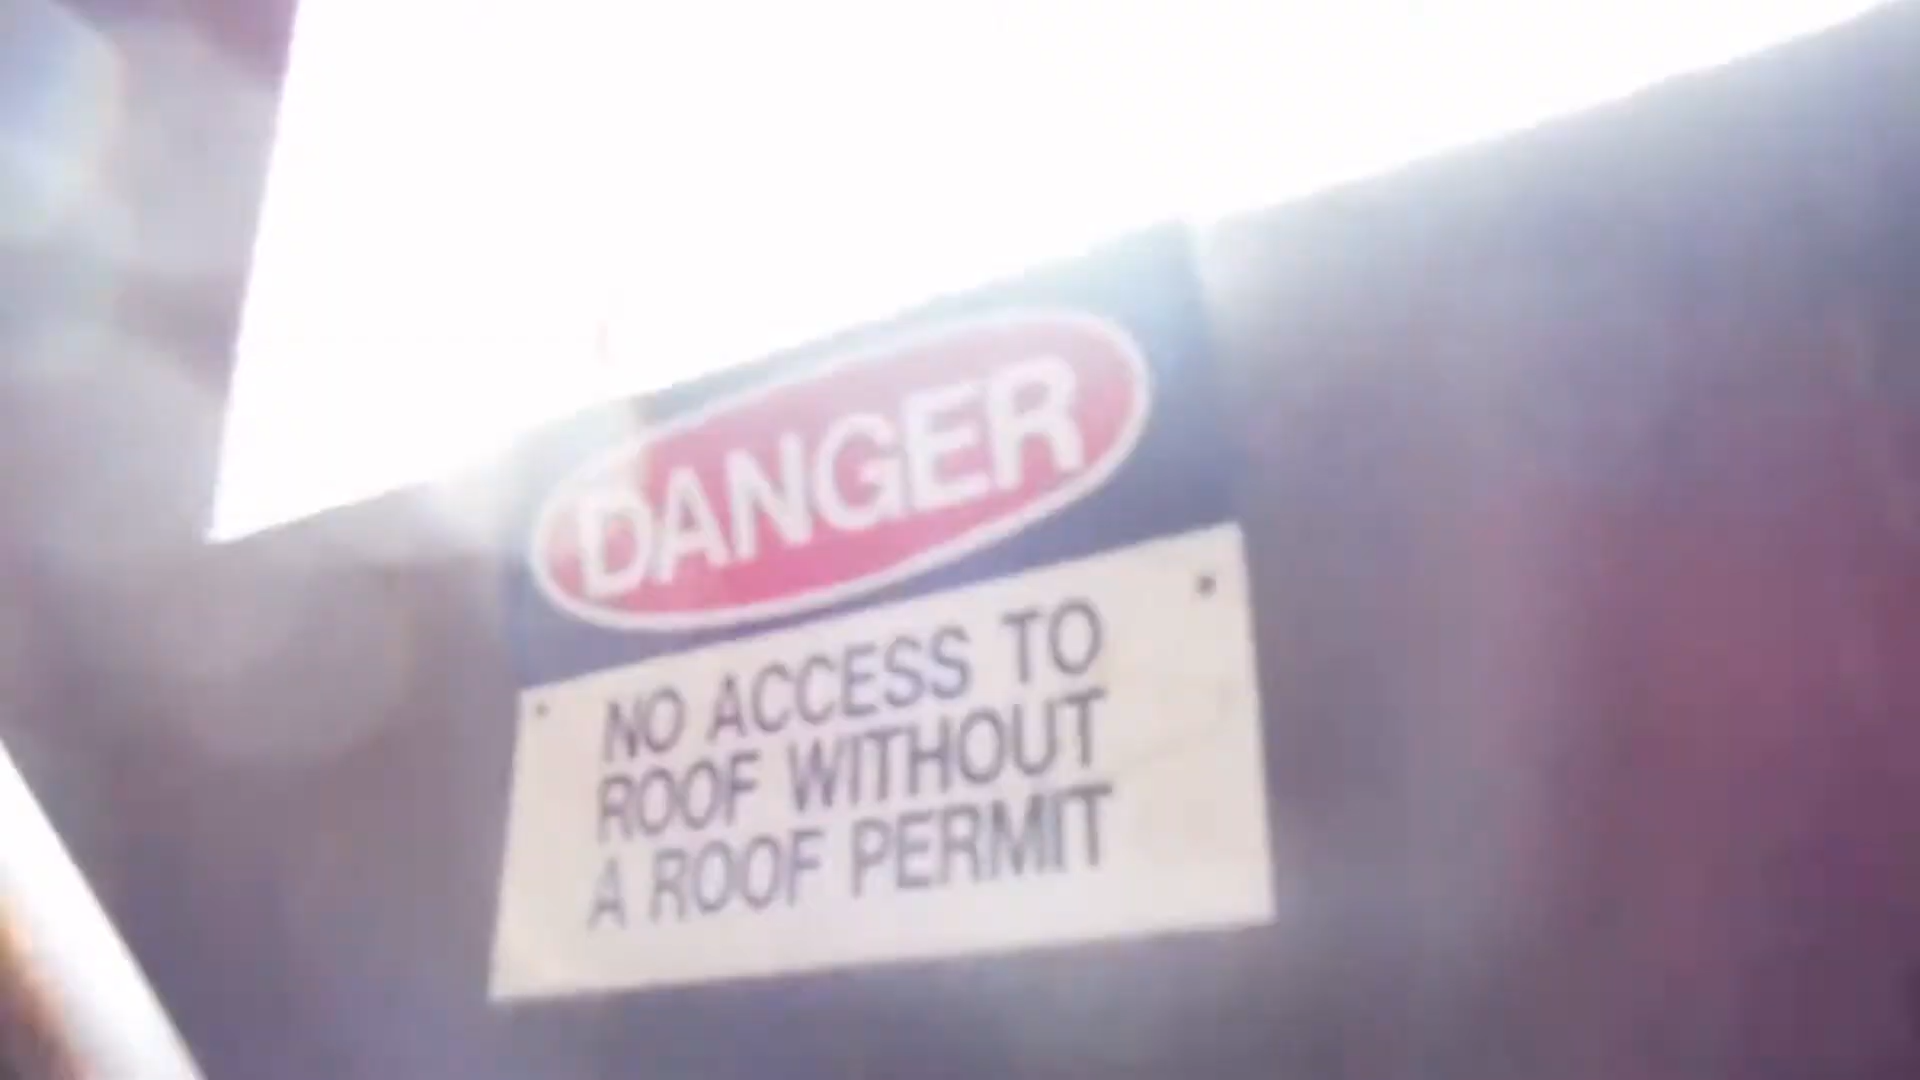 DANGER
NO ACCESS TO
ROOF WITHOUT
A ROOF PERMIT